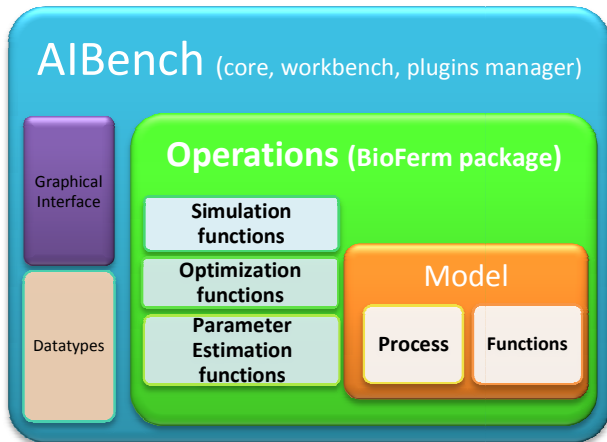 AIBench (core, workbench, plugins manager)
Operations (BioFerm package)
Graphical
Interface
Simulation
functions
Optimization
functions
Model
Datatypes
Parameter
Estimation
functions
Process
Functions